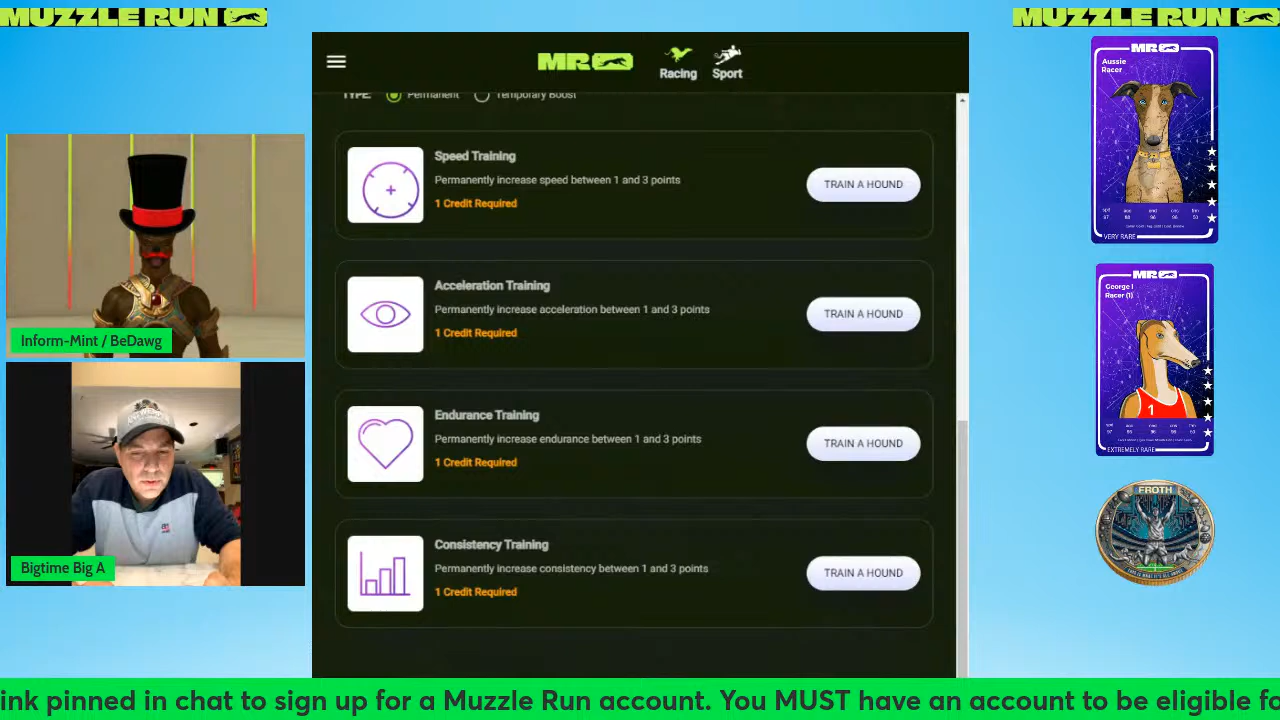 MUZZLE RUN
MUZZLE RUN
MR
Racing
Sport
TYPE
Permanent
Temporary Boost
Speed Training
Permanently increase speed between 1 and 3 points
1 Credit Required
TRAIN A HOUND
Acceleration Training
Permanently increase acceleration between 1 and 3 points
1 Credit Required
TRAIN A HOUND
Endurance Training
Permanently increase endurance between 1 and 3 points
1 Credit Required
TRAIN A HOUND
Consistency Training
Permanently increase consistency between 1 and 3 points
1 Credit Required
TRAIN A HOUND
Inform-Mint / BeDawg
Bigtime Big A
MR
Aussie
Racer
VERY RARE
MR
George I
Racer (1)
1
EXTREMELY RARE
FROTH
ink pinned in chat to sign up for a Muzzle Run account. You MUST have an account to be eligible fo